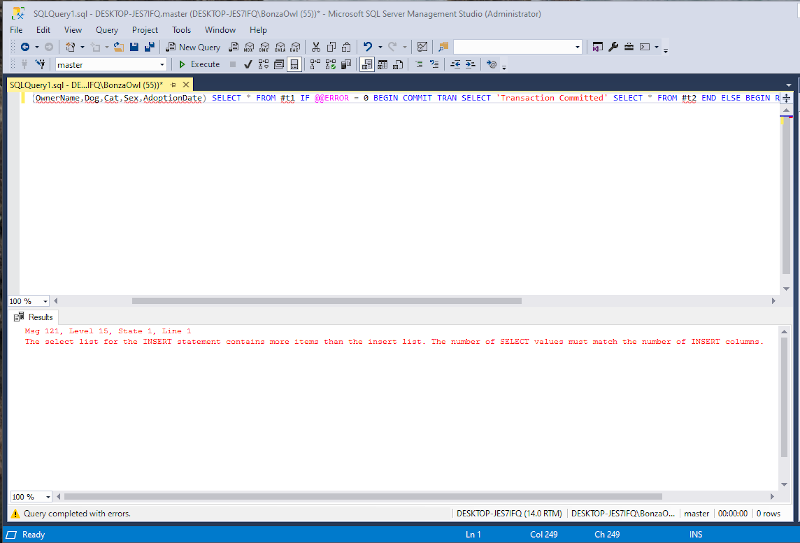 SQLQuery1.sql - DESKTOP-JES7IFQ.master (DESKTOP-JES7IFQ\BonzaOwl (55))* - Microsoft SQL Server Management Studio (Administrator)
File Edit View Query Project Tools Window Help
New Query
master Execute
SQLQuery1.sql - DE...IFQ\BonzaOwl (55))*
(OwnerName,Dog,Cat,Sex,AdoptionDate) SELECT * FROM #t1 IF @@ERROR = 0 BEGIN COMMIT TRAN SELECT 'Transaction Committed' SELECT * FROM #t2 END ELSE BEGIN R
100 %
Results
Msg 121, Level 15, State 1, Line 1
The select list for the INSERT statement contains more items than the insert list. The number of SELECT values must match the number of INSERT columns.
100 %
Query completed with errors. DESKTOP-JES7IFQ (14.0 RTM) DESKTOP-JES7IFQ\BonzaO... master 00:00:00 0 rows
Ready Ln 1 Col 249 Ch 249 INS